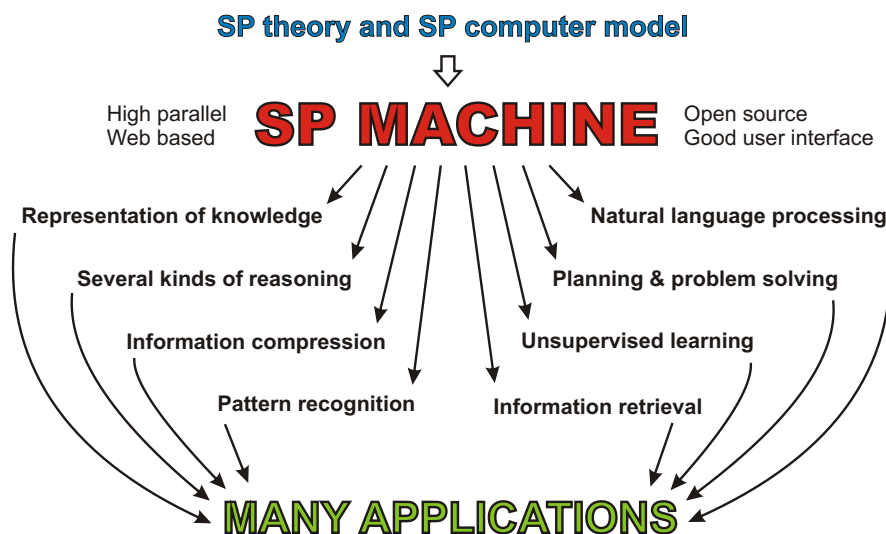 SP theory and SP computer model
High parallel
Web based
SP MACHINE
Open source
Good user interface
Representation of knowledge
Natural language processing
Several kinds of reasoning
Planning & problem solving
Information compression
Unsupervised learning
Pattern recognition
Information retrieval
MANY APPLICATIONS